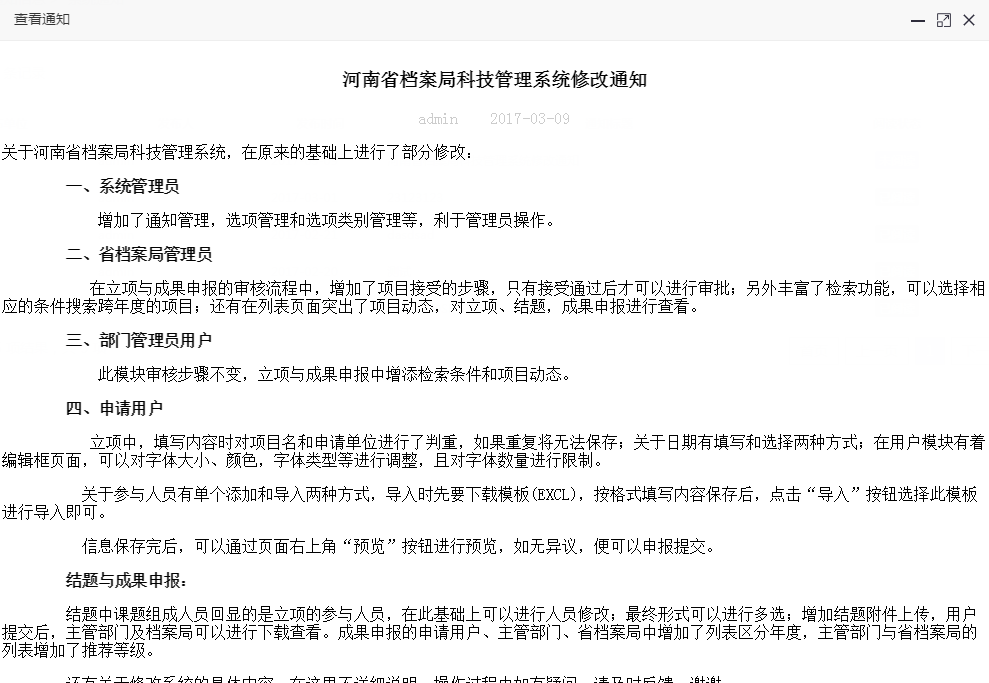 查看通知
河南省档案局科技管理系统修改通知
admin 2017-03-09
关于河南省档案局科技管理系统，在原来的基础上进行了部分修改：
一、系统管理员
增加了通知管理，选项管理和选项类别管理等，利于管理员操作。
二、省档案局管理员
在立项与成果申报的审核流程中，增加了项目接受的步骤，只有接受通过后才可以进行审批；另外丰富了检索功能，可以选择相
应的条件搜索跨年度的项目；还有在列表页面突出了项目动态，对立项、结题，成果申报进行查看。
三、部门管理员用户
此模块审核步骤不变，立项与成果申报中增添检索条件和项目动态。
四、申请用户
立项中，填写内容时对项目名和申请单位进行了判重，如果重复将无法保存；关于日期有填写和选择两种方式；在用户模块有着
编辑框页面，可以对字体大小、颜色，字体类型等进行调整，且对字体数量进行限制。
关于参与人员有单个添加和导入两种方式，导入时先要下载模板(EXCL)，按格式填写内容保存后，点击“导入”按钮选择此模板
进行导入即可。
信息保存完后，可以通过页面右上角“预览”按钮进行预览，如无异议，便可以申报提交。
结题与成果申报：
结题中课题组成人员回显的是立项的参与人员，在此基础上可以进行人员修改；最终形式可以进行多选；增加结题附件上传，用户
提交后，主管部门及档案局可以进行下载查看。成果申报的申请用户、主管部门、省档案局中增加了列表区分年度，主管部门与省档案局的
列表增加了推荐等级。
还有关于修改系统的具体内容，在这里不详细说明，操作过程中如有疑问，请及时反馈，谢谢